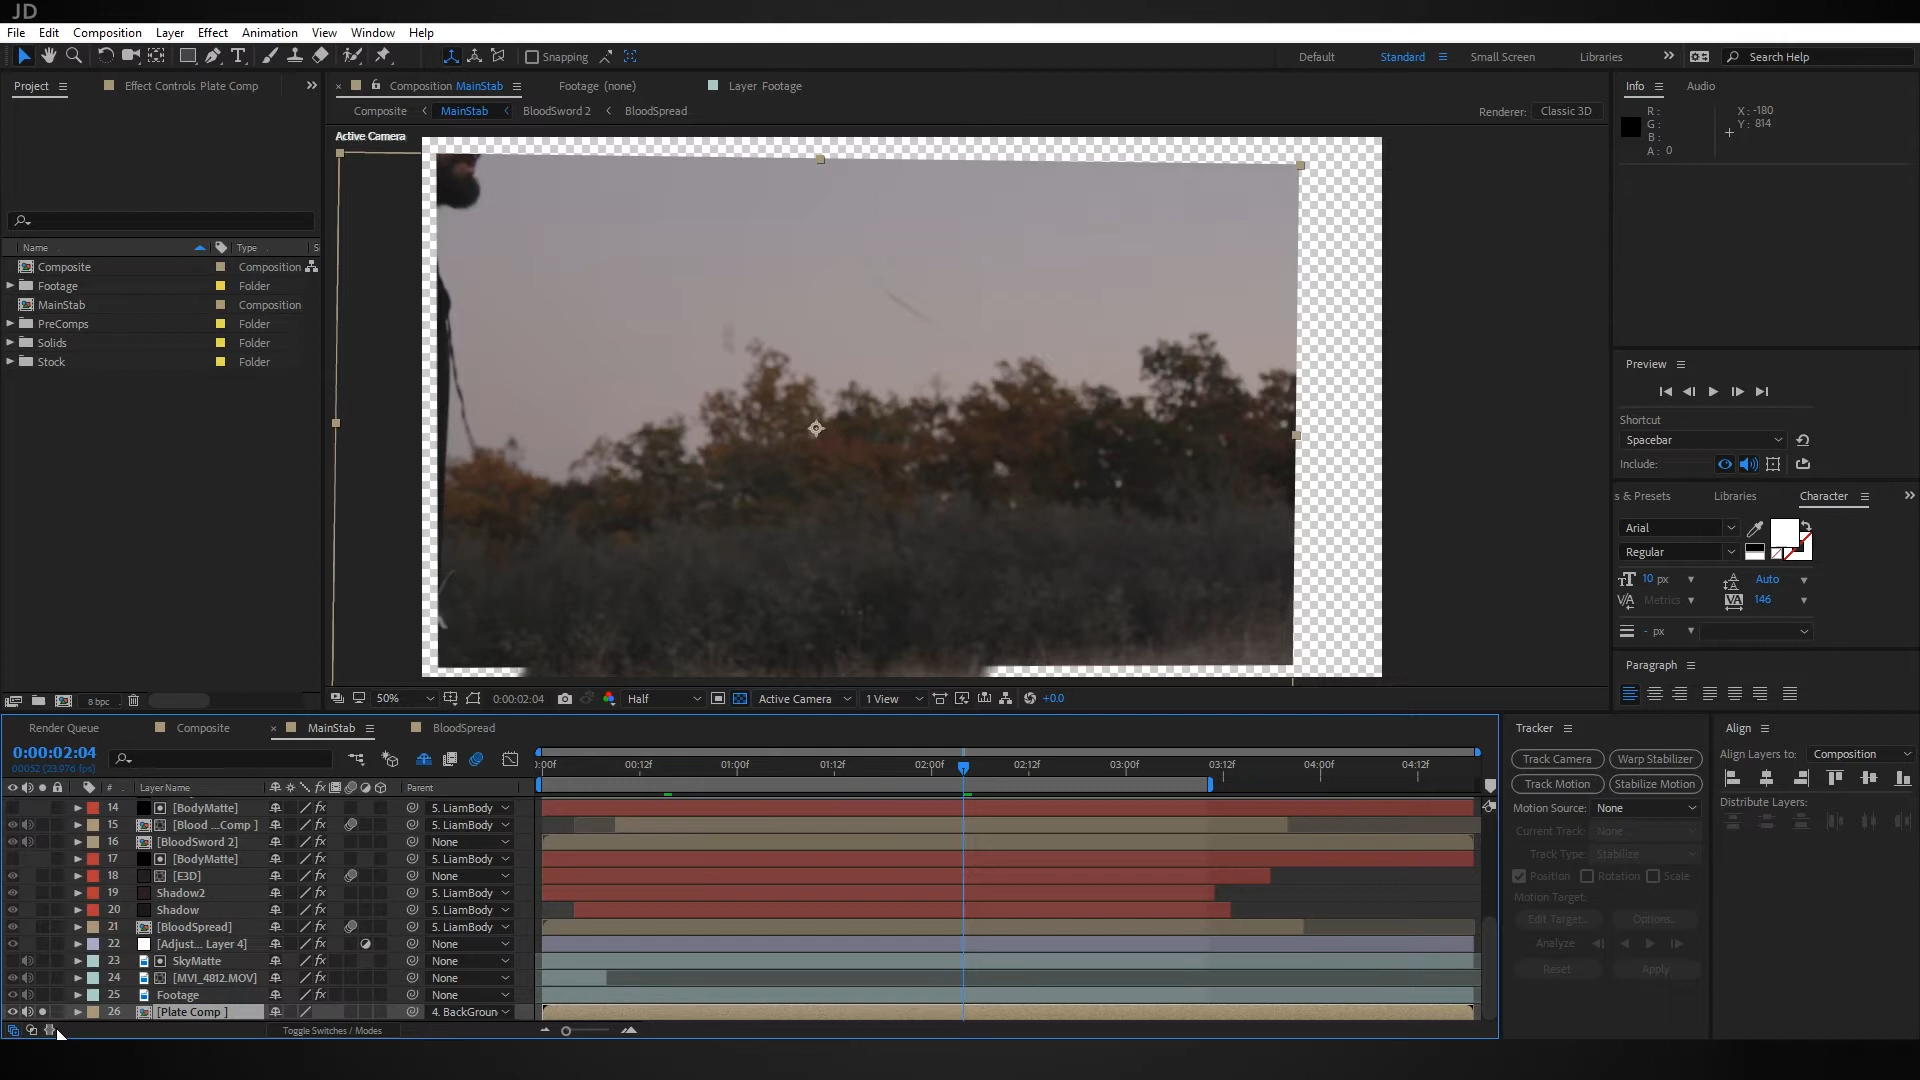 JD
File Edit Composition Layer Effect Animation View Window Help
Snapping Default Standard Small Screen Libraries Search Help
Project Effect Controls Plate Comp Composition MainStab Footage (none) Layer Footage Info Audio
Composite MainStab BloodSword 2 BloodSpread Renderer: Classic 3D
Active Camera
R: X: -180
G: Y: 814
B:
A: 0
Name Type S
Composite Composition
Footage Folder
MainStab Composition
PreComps Folder
Solids Folder
Stock Folder
Preview
Shortcut
Spacebar
Include:
s & Presets Libraries Character
Arial
Regular
10 px Auto
Metrics 146
- px
Paragraph
8 bpc 50% 0:00:02:04 Half Active Camera 1 View +0.0
Render Queue Composite MainStab BloodSpread Tracker Align
0:00:02:04
00052 (23.976 fps)
:00f 00:12f 01:00f 01:12f 02:00f 02:12f 03:00f 03:12f 04:00f 04:12f
# Layer Name Parent
14 [BodyMatte] 5. LiamBody
15 [Blood ...Comp ] 5. LiamBody
16 [BloodSword 2] None
17 [BodyMatte] None
18 [E3D] None
19 Shadow2 5. LiamBody
20 Shadow 5. LiamBody
21 [BloodSpread] 5. LiamBody
22 [Adjust... Layer 4] None
23 SkyMatte None
24 [MVI_4812.MOV] None
25 Footage None
26 [Plate Comp ] 4. BackGroun
Toggle Switches / Modes
Track Camera Warp Stabilizer
Track Motion Stabilize Motion
Motion Source: None
Current Track: None
Track Type: Stabilize
Position Rotation Scale
Motion Target:
Edit Target... Options...
Analyze
Reset Apply
Align Layers to: Composition
Distribute Layers: